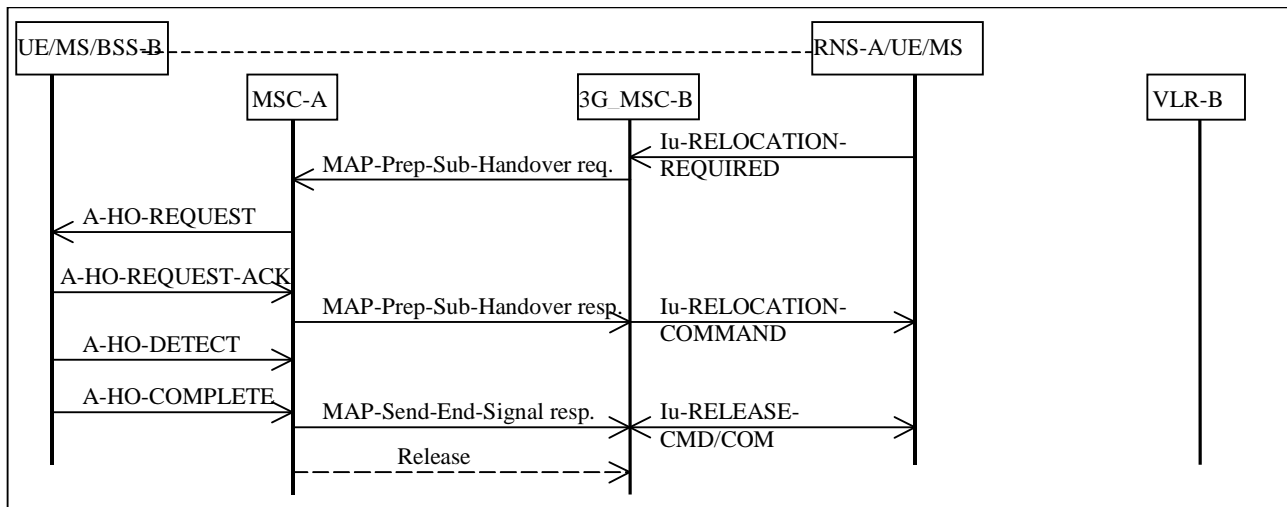 UE/MS/BSS-B
RNS-A/UE/MS
MSC-A
3G_MSC-B
VLR-B
Iu-RELOCATION-
REQUIRED
MAP-Prep-Sub-Handover req.
A-HO-REQUEST
A-HO-REQUEST-ACK
MAP-Prep-Sub-Handover resp.
Iu-RELOCATION-
COMMAND
A-HO-DETECT
A-HO-COMPLETE
MAP-Send-End-Signal resp.
Iu-RELEASE-
CMD/COM
Release